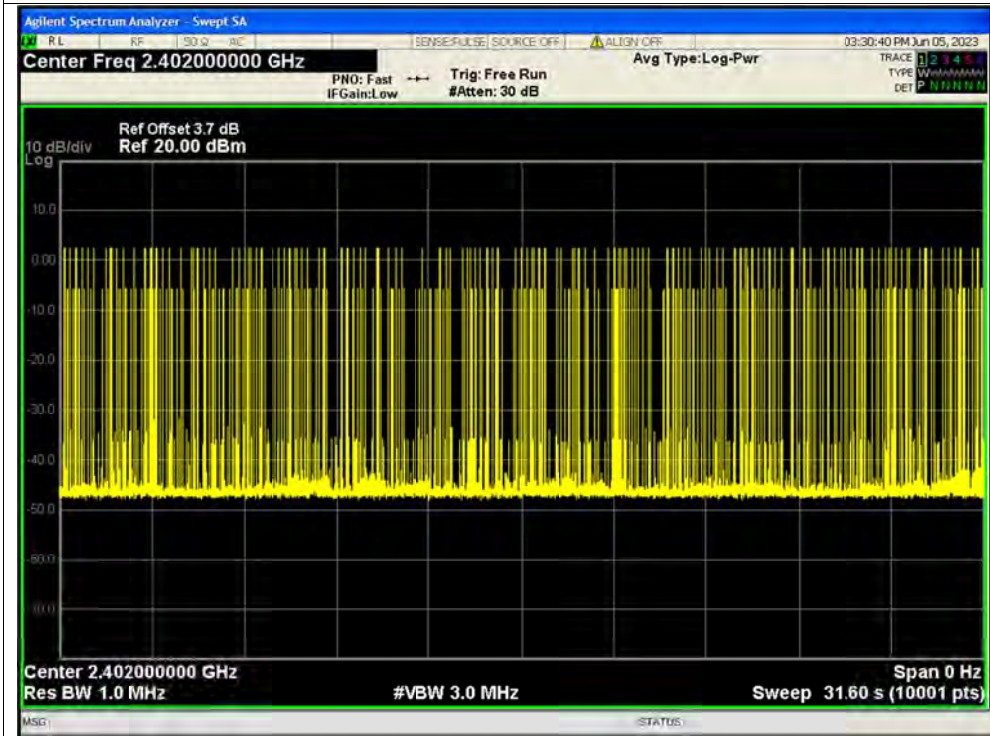 Agilent Spectrum Analyzer - Swept SA
RL RF 50 Ω AC SENSE:PULSE SOURCE OFF ALIGN OFF 03:30:40 PM Jun 05, 2023
Center Freq 2.402000000 GHz
Avg Type:Log-Pwr
TRACE 1 2 3 4 5 6
PNO: Fast Trig: Free Run
TYPE W
IFGain:Low #Atten: 30 dB
DET P N N N N N
Ref Offset 3.7 dB
10 dB/div Ref 20.00 dBm
Log
10.0
0.00
-10.0
-20.0
-30.0
-40.0
-50.0
-60.0
Center 2.402000000 GHz Span 0 Hz
Res BW 1.0 MHz #VBW 3.0 MHz Sweep 31.60 s (10001 pts)
MSG STATUS